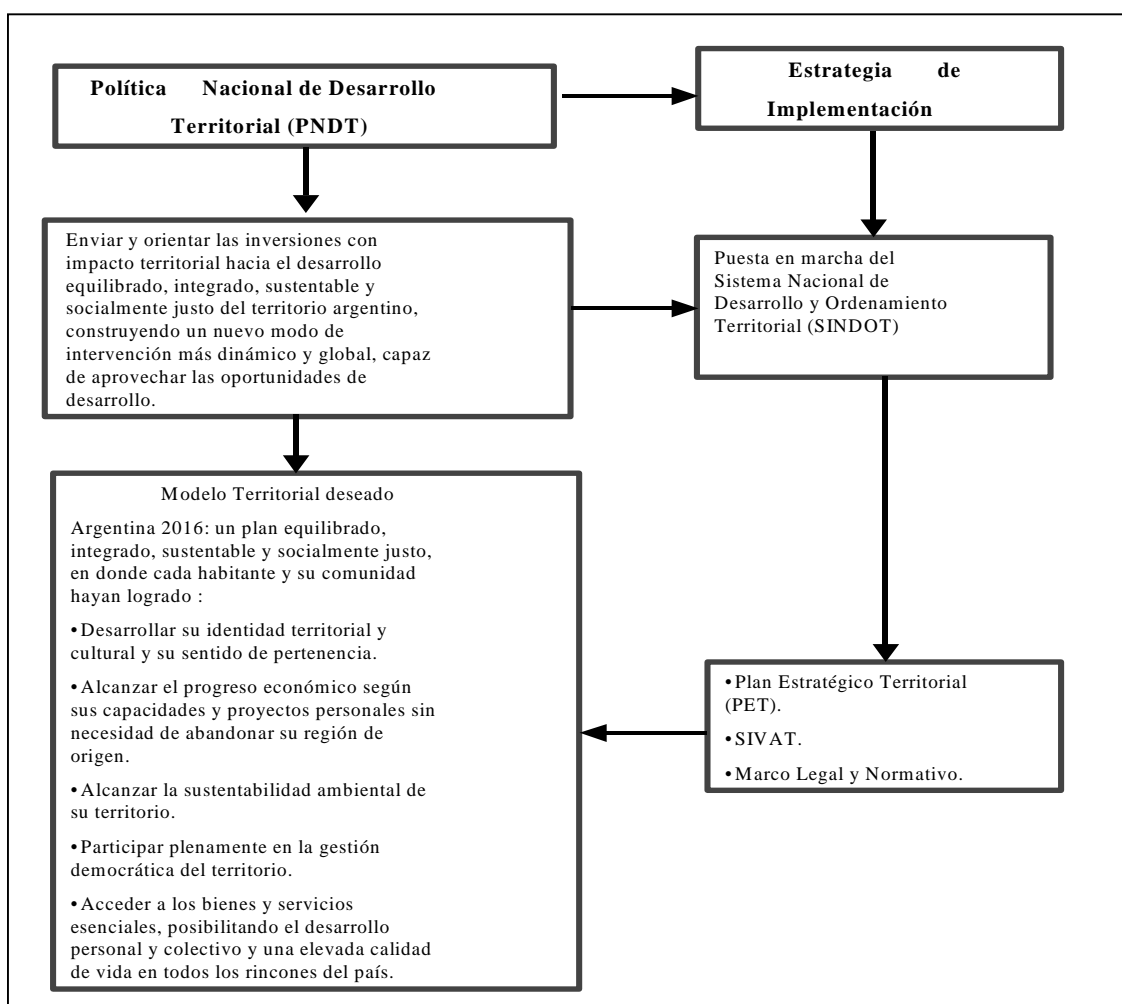 Política Nacional de Desarrollo
Territorial (PNDT)
Estrategia de
Implementación
Enviar y orientar las inversiones con
impacto territorial hacia el desarrollo
equilibrado, integrado, sustentable y
socialmente justo del territorio argentino,
construyendo un nuevo modo de
intervención más dinámico y global, capaz
de aprovechar las oportunidades de
desarrollo.
Puesta en marcha del
Sistema Nacional de
Desarrollo y Ordenamiento
Territorial (SINDOT)
Modelo Territorial deseado
Argentina 2016: un plan equilibrado,
integrado, sustentable y socialmente justo,
en donde cada habitante y su comunidad
hayan logrado :
•Desarrollar su identidad territorial y
cultural y su sentido de pertenencia.
•Alcanzar el progreso económico según
sus capacidades y proyectos personales sin
necesidad de abandonar su región de
origen.
•Alcanzar la sustentabilidad ambiental de
su territorio.
•Participar plenamente en la gestión
democrática del territorio.
•Acceder a los bienes y servicios
esenciales, posibilitando el desarrollo
personal y colectivo y una elevada calidad
de vida en todos los rincones del país.
•Plan Estratégico Territorial
(PET).
•SIVAT.
•Marco Legal y Normativo.